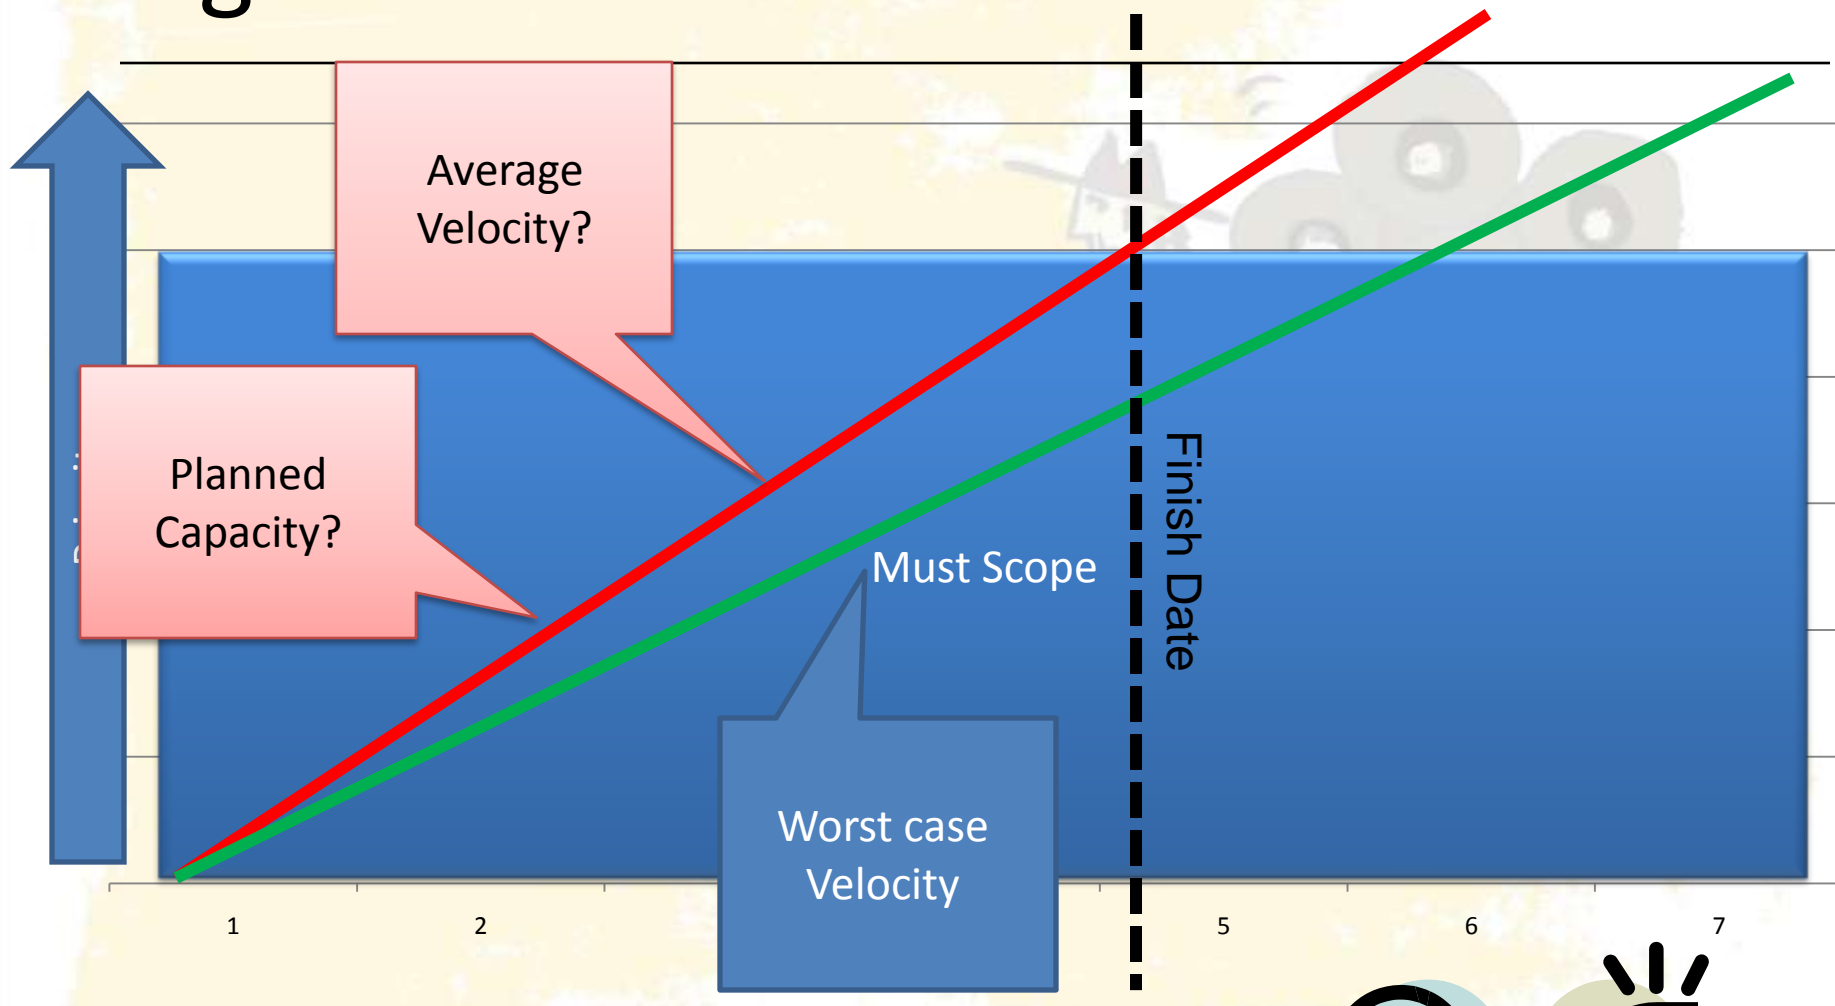 Average
Velocity?
Planned
Capacity?
Must Scope
Finish Date
Worst case
Velocity
1
2
5
6
7